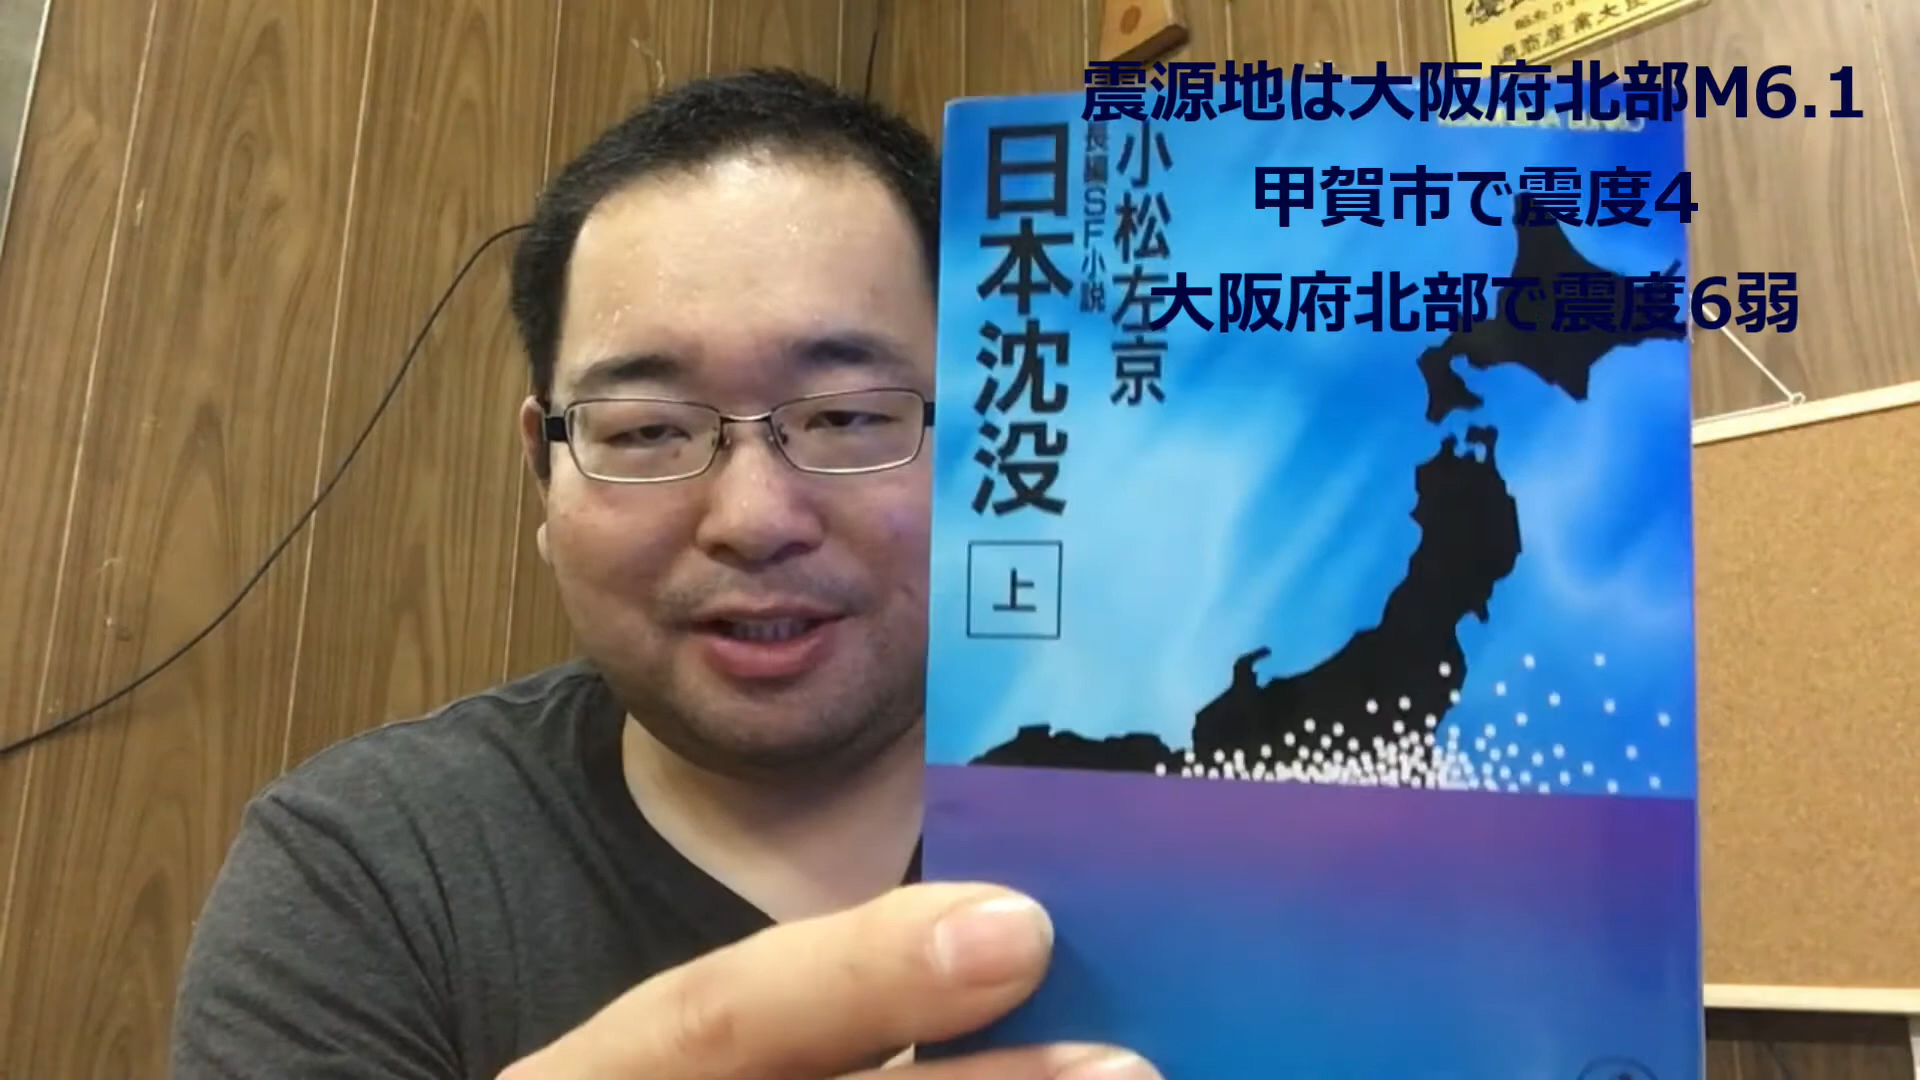 震源地は大阪府北部M6.1
甲賀市で震度4
大阪府北部で震度6弱
小松左京
長編SF小説
日本沈没
上